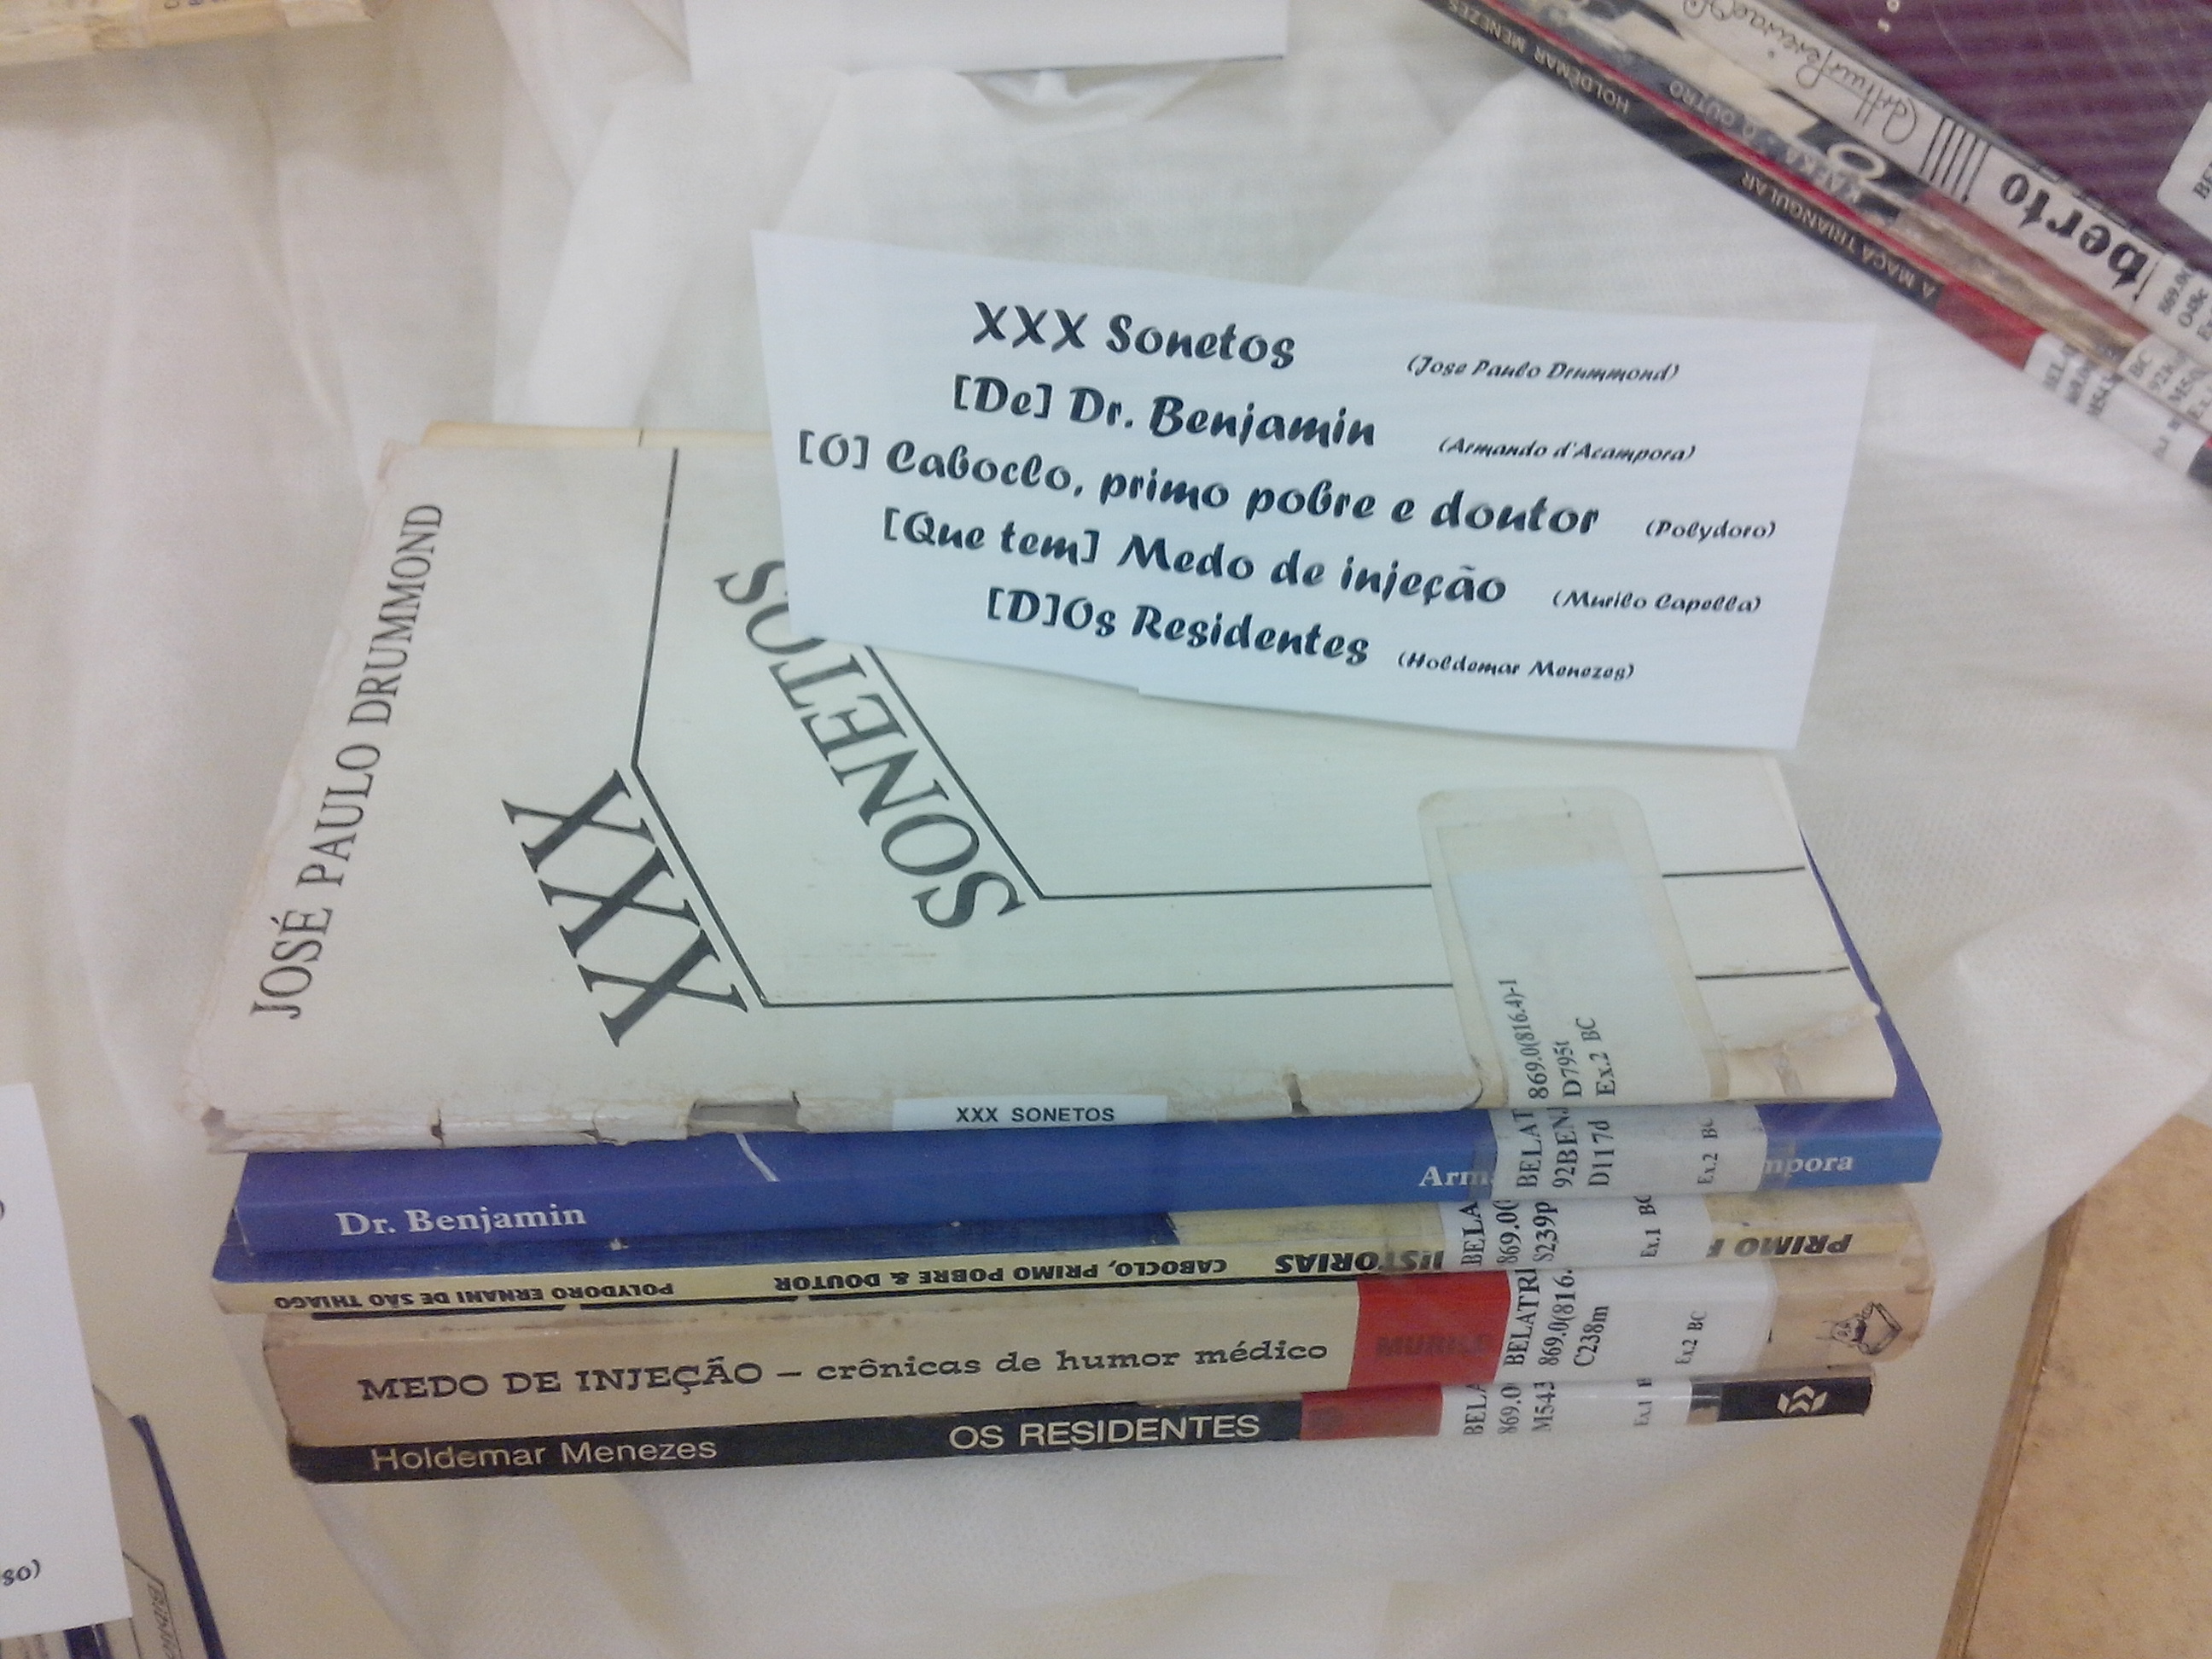 XXX Sonetos (Jose Paulo Drummond)
[De] Dr. Benjamin (Armando d'Acampora)
[O] Caboclo, primo pobre e doutor (Polydoro)
[Que tem] Medo de injeção (Murilo Capella)
[D]Os Residentes (Holdemar Menezes)
JOSÉ PAULO DRUMMOND
XXX
SONETOS
869.0(816.4)-1
D795t
Ex.2 BC
XXX SONETOS
Dr. Benjamin
BELAT
92BEN
D117d
Ex.2 BC
mpora
POLYDORO ERNANI DE SÃO THIAGO
CABOCLO, PRIMO POBRE & DOUTOR
PRIMO
BELA
869.0(
S239p
Ex.1 BC
MEDO DE INJEÇÃO — crônicas de humor médico
MURILO
BELATRI
869.0(816.
C238m
Ex.2 BC
Holdemar Menezes
OS RESIDENTES
BELA
869.0
M543
Ex.1
HOLDEMAR MENEZES
A MAÇÃ TRIANGULAR
KAFKA - O OUTRO
berto
so)